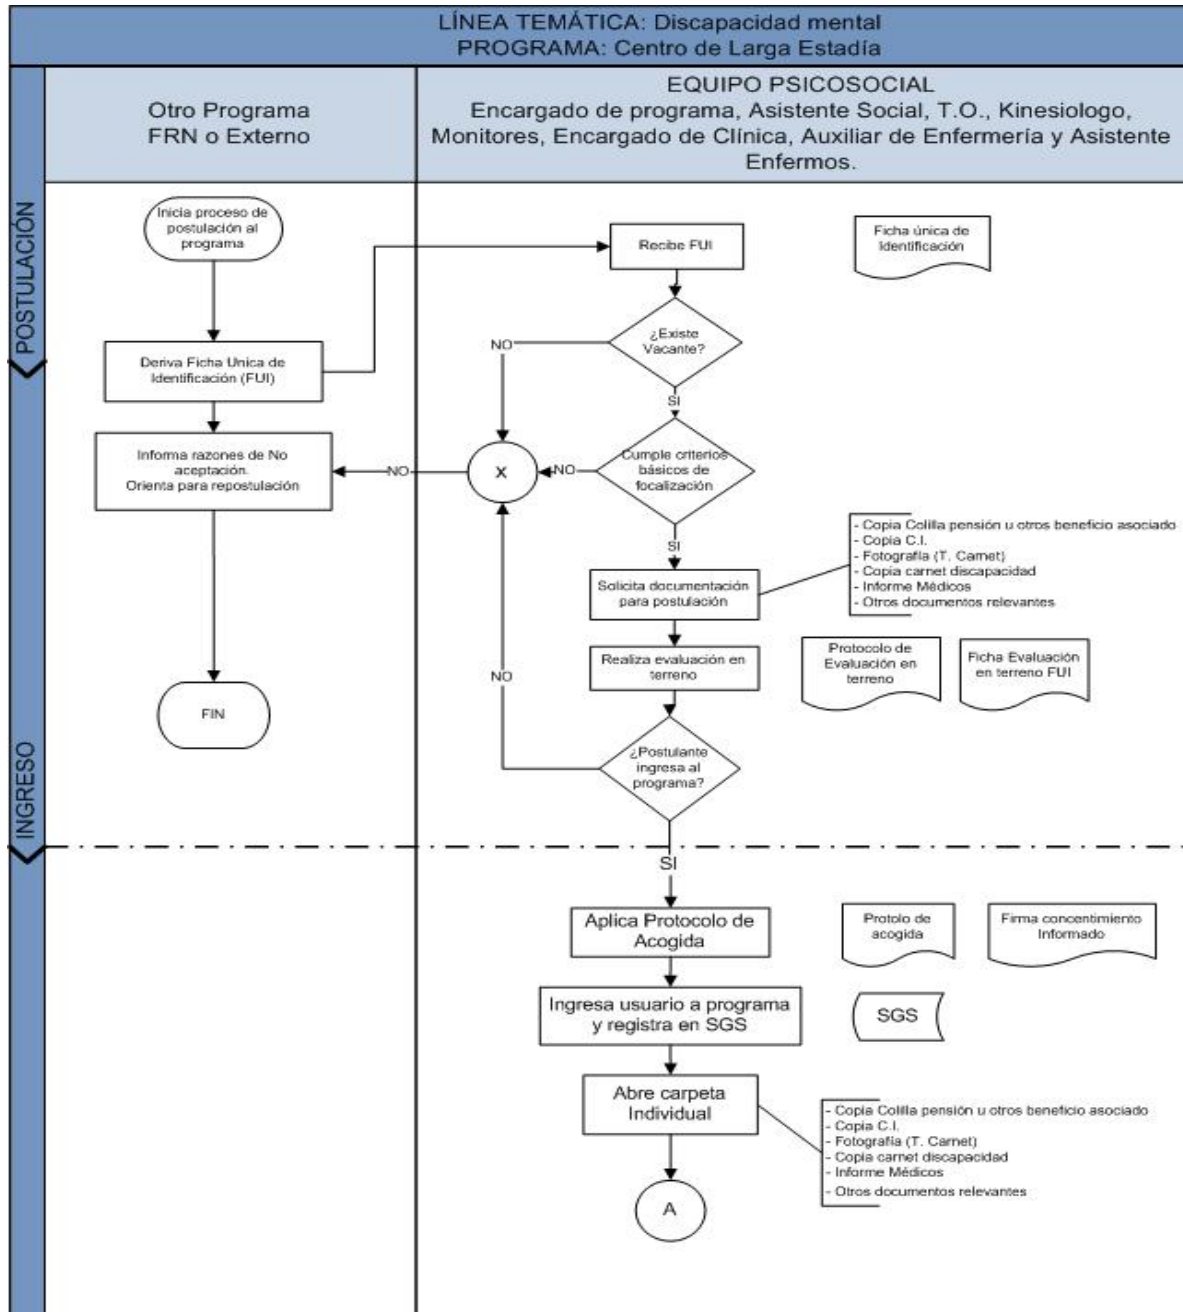 LÍNEA TEMÁTICA: Discapacidad mental
PROGRAMA: Centro de Larga Estadía
Otro Programa
FRN o Externo
EQUIPO PSICOSOCIAL
Encargado de programa, Asistente Social, T.O., Kinesiologo,
Monitores, Encargado de Clínica, Auxiliar de Enfermería y Asistente
Enfermos.
POSTULACIÓN
Inicia proceso de
postulación al
programa
Recibe FUI
Ficha única de
Identificación
¿Existe
Vacante?
NO
SI
Deriva Ficha Unica de
Identificación (FUI)
Informa razones de No
aceptación.
Orienta para repostulación
NO
X
NO
Cumple criterios
básicos de
focalización
SI
Solicita documentación
para postulación
- Copia Colilla pensión u otros beneficio asociado
- Copia C.I.
- Fotografía (T. Carnet)
- Copia carnet discapacidad
- Informe Médicos
- Otros documentos relevantes
Realiza evaluación en
terreno
Protocolo de
Evaluación en
terreno
Ficha Evaluación
en terreno FUI
NO
FIN
¿Postulante
ingresa al
programa?
INGRESO
SI
Aplica Protocolo de
Acogida
Protolo de
acogida
Firma concentimiento
Informado
Ingresa usuario a programa
y registra en SGS
SGS
Abre carpeta
Individual
- Copia Colilla pensión u otros beneficio asociado
- Copia C.I.
- Fotografía (T. Carnet)
- Copia carnet discapacidad
- Informe Médicos
- Otros documentos relevantes
A